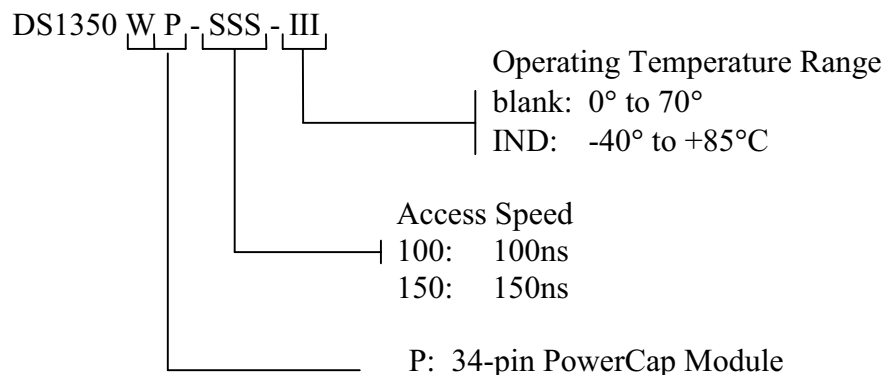 DS1350 W P - SSS - III
Operating Temperature Range
blank: 0° to 70°
IND: -40° to +85°C
Access Speed
100: 100ns
150: 150ns
P: 34-pin PowerCap Module